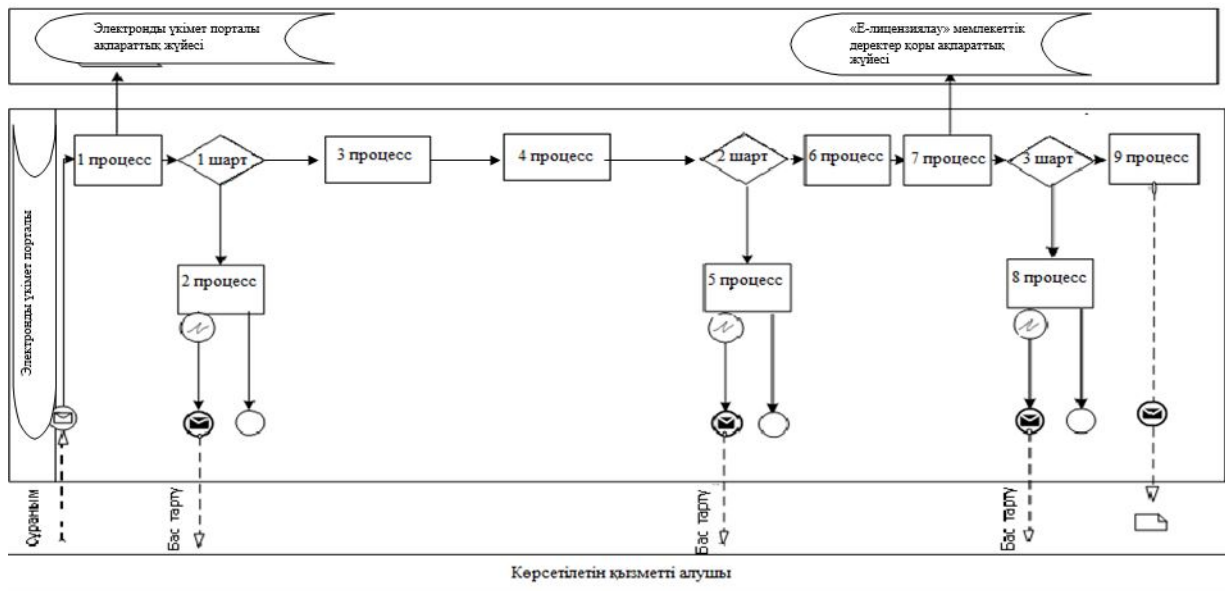 Электронды үкімет порталы
ақпараттық жүйесі
«Е-лицензиялау» мемлекеттік
деректер қоры ақпараттық
жүйесі
Электронды үкімет порталы
1 процесс
1 шарт
3 процесс
4 процесс
2 шарт
6 процесс
7 процесс
3 шарт
9 процесс
2 процесс
5 процесс
8 процесс
Сұраным
Бас тарту
Бас тарту
Бас тарту
Көрсетілетін қызметті алушы